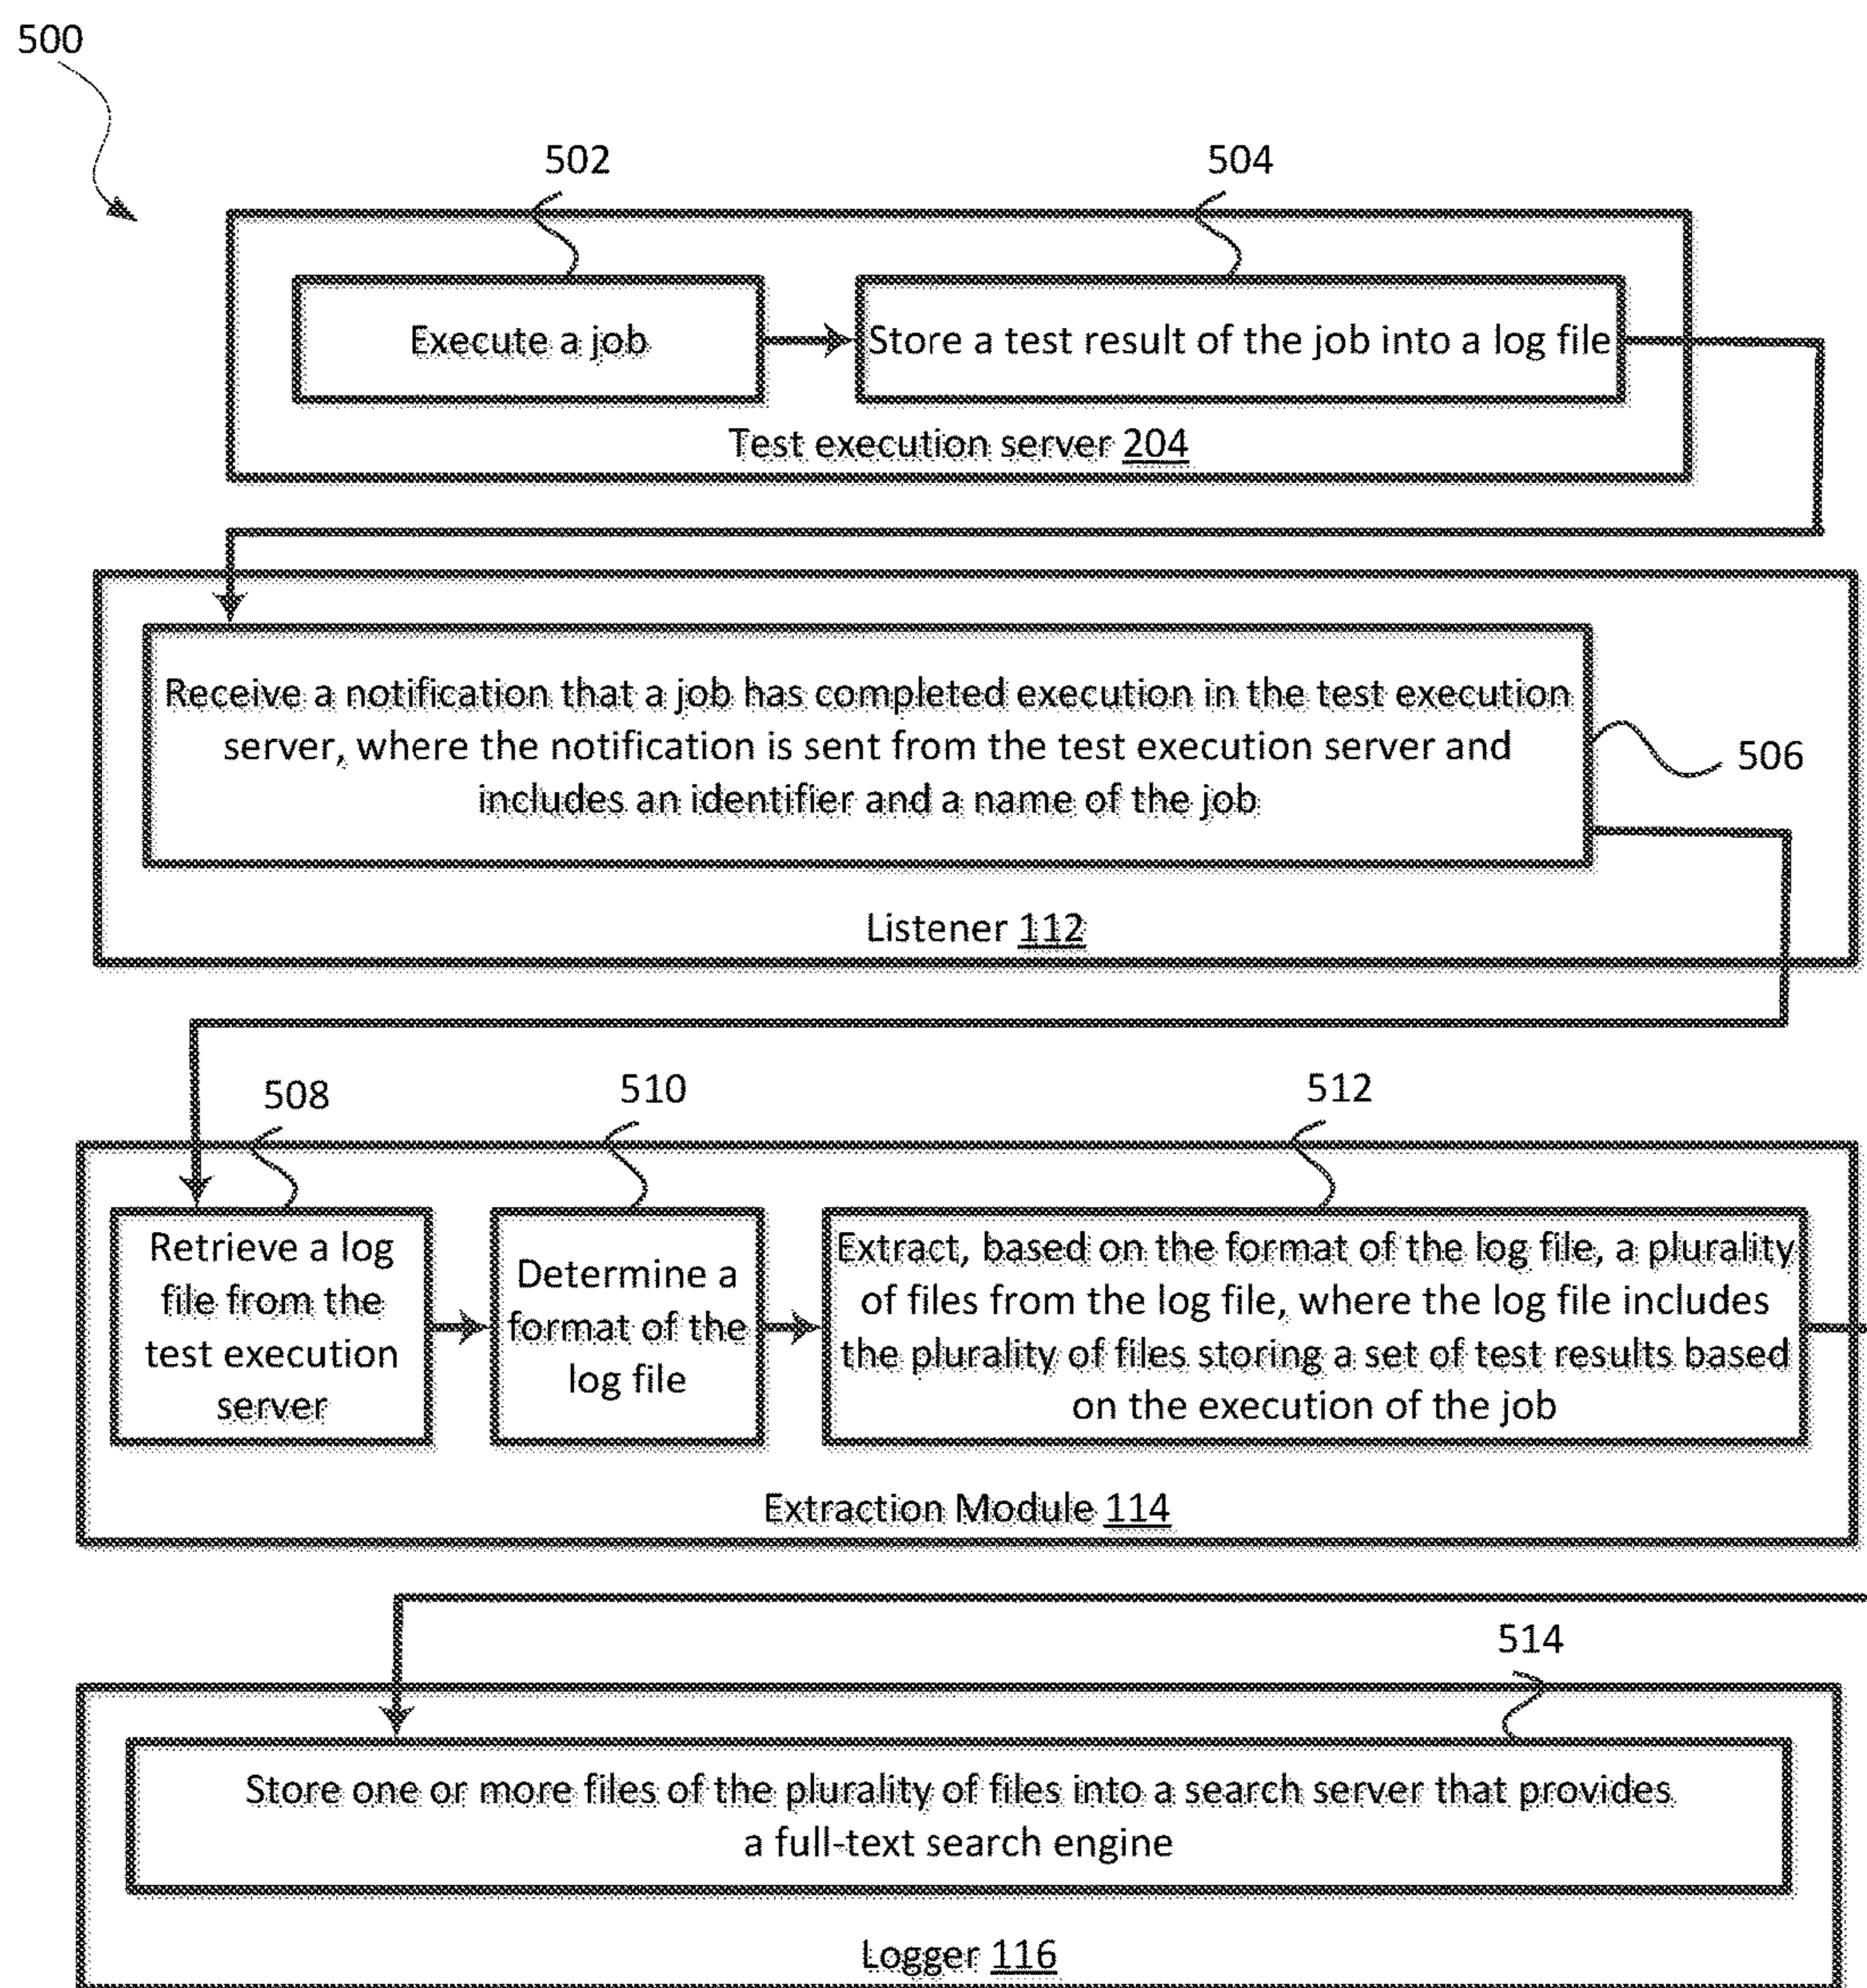 500
502
504
Execute a job
Store a test result of the job into a log file
Test execution server 204
Receive a notification that a job has completed execution in the test execution
server, where the notification is sent from the test execution server and
includes an identifier and a name of the job
506
Listener 112
508
510
512
Retrieve a log
file from the
test execution
server
Determine a
format of the
log file
Extract, based on the format of the log file, a plurality
of files from the log file, where the log file includes
the plurality of files storing a set of test results based
on the execution of the job
Extraction Module 114
514
Store one or more files of the plurality of files into a search server that provides
a full-text search engine
Logger 116